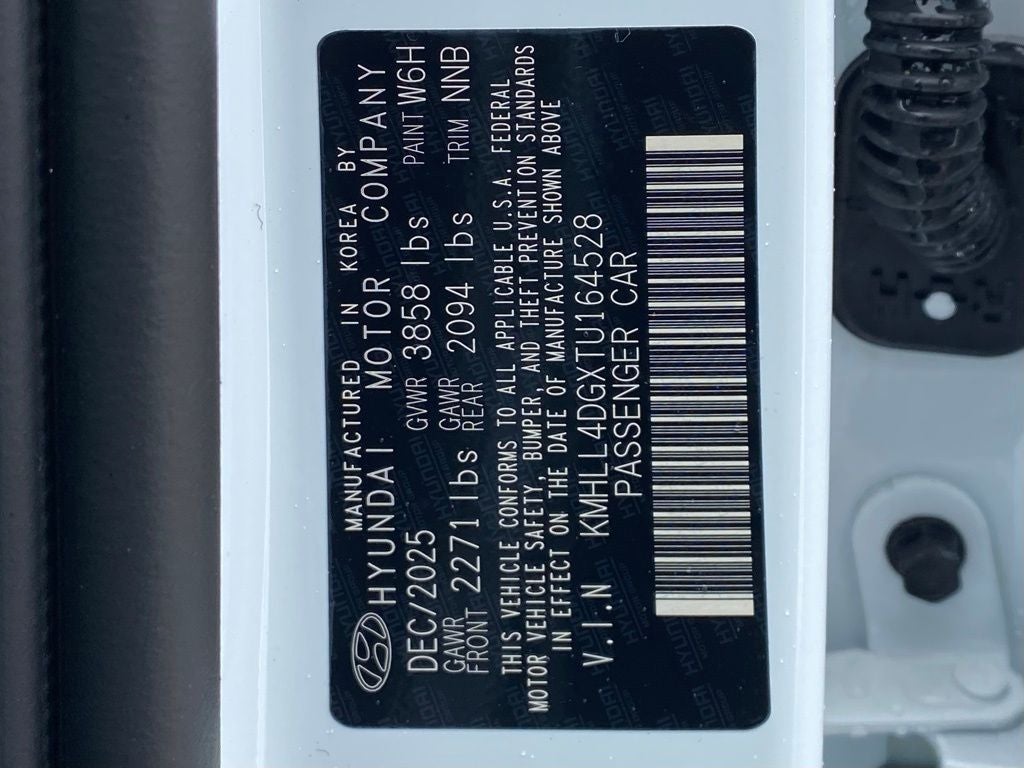 MANUFACTURED IN KOREA BY
HYUNDAI MOTOR COMPANY
DEC/2025 GVWR 3858 lbs PAINT W6H
GAWR FRONT 2271 lbs GAWR REAR 2094 lbs TRIM NNB
THIS VEHICLE CONFORMS TO ALL APPLICABLE U.S.A. FEDERAL
MOTOR VEHICLE SAFETY, BUMPER, AND THEFT PREVENTION STANDARDS
IN EFFECT ON THE DATE OF MANUFACTURE SHOWN ABOVE
V.I.N KMHLL4DGXTU164528
PASSENGER CAR